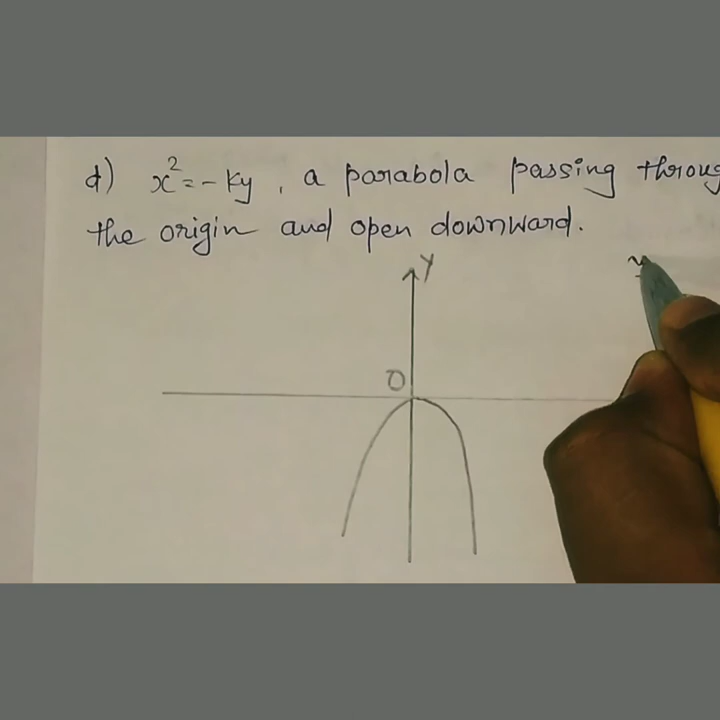 d) x² = - ky, a parabola passing throug
the origin and open downward.
Y
O